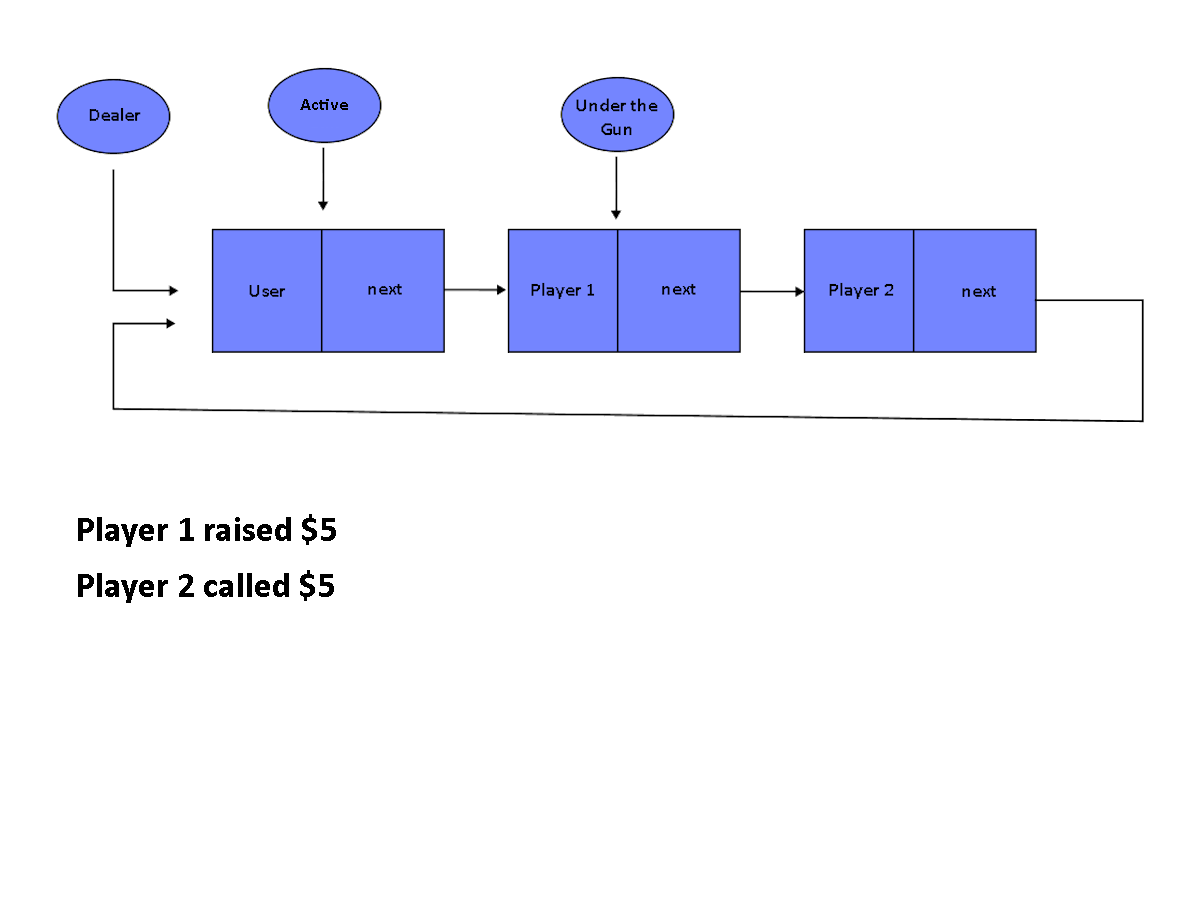 Dealer
Active
Under the
Gun
User
next
Player 1
next
Player 2
next
Player 1 raised $5
Player 2 called $5